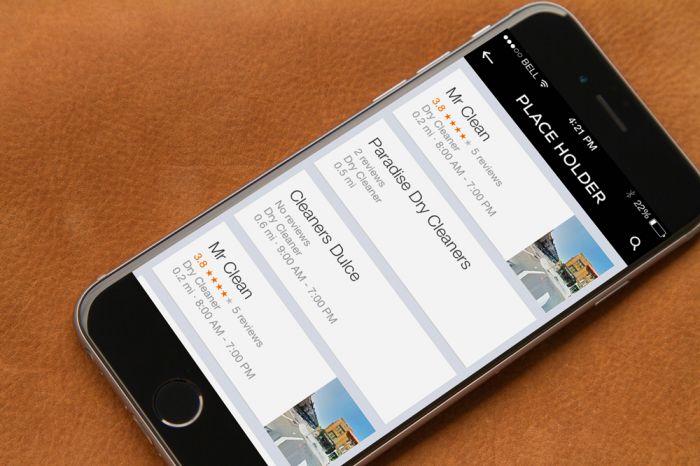 BELL
4:21 PM
22%
PLACE HOLDER
Mr Clean
3.8 ★★★★★ 5 reviews
Dry Cleaner
0.2 mi · 8:00 AM - 7:00 PM
Paradise Dry Cleaners
2 reviews
Dry Cleaner
0.5 mi
Cleaners Dulce
No reviews
Dry Cleaner
0.6 mi · 9:00 AM - 7:00 PM
Mr Clean
3.8 ★★★★★ 5 reviews
Dry Cleaner
0.2 mi · 8:00 AM - 7:00 PM